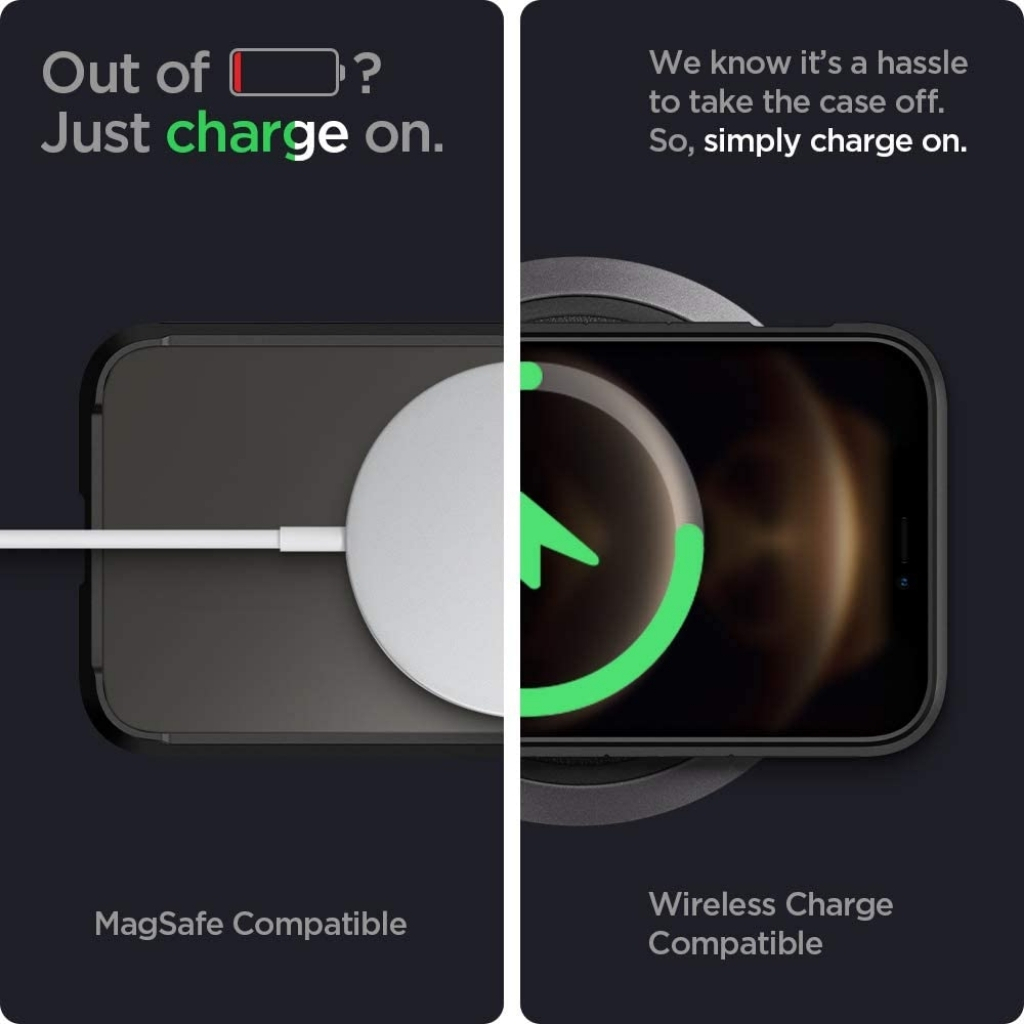 Out of ?
Just charge on.
MagSafe Compatible
We know it’s a hassle
to take the case off.
So, simply charge on.
Wireless Charge
Compatible